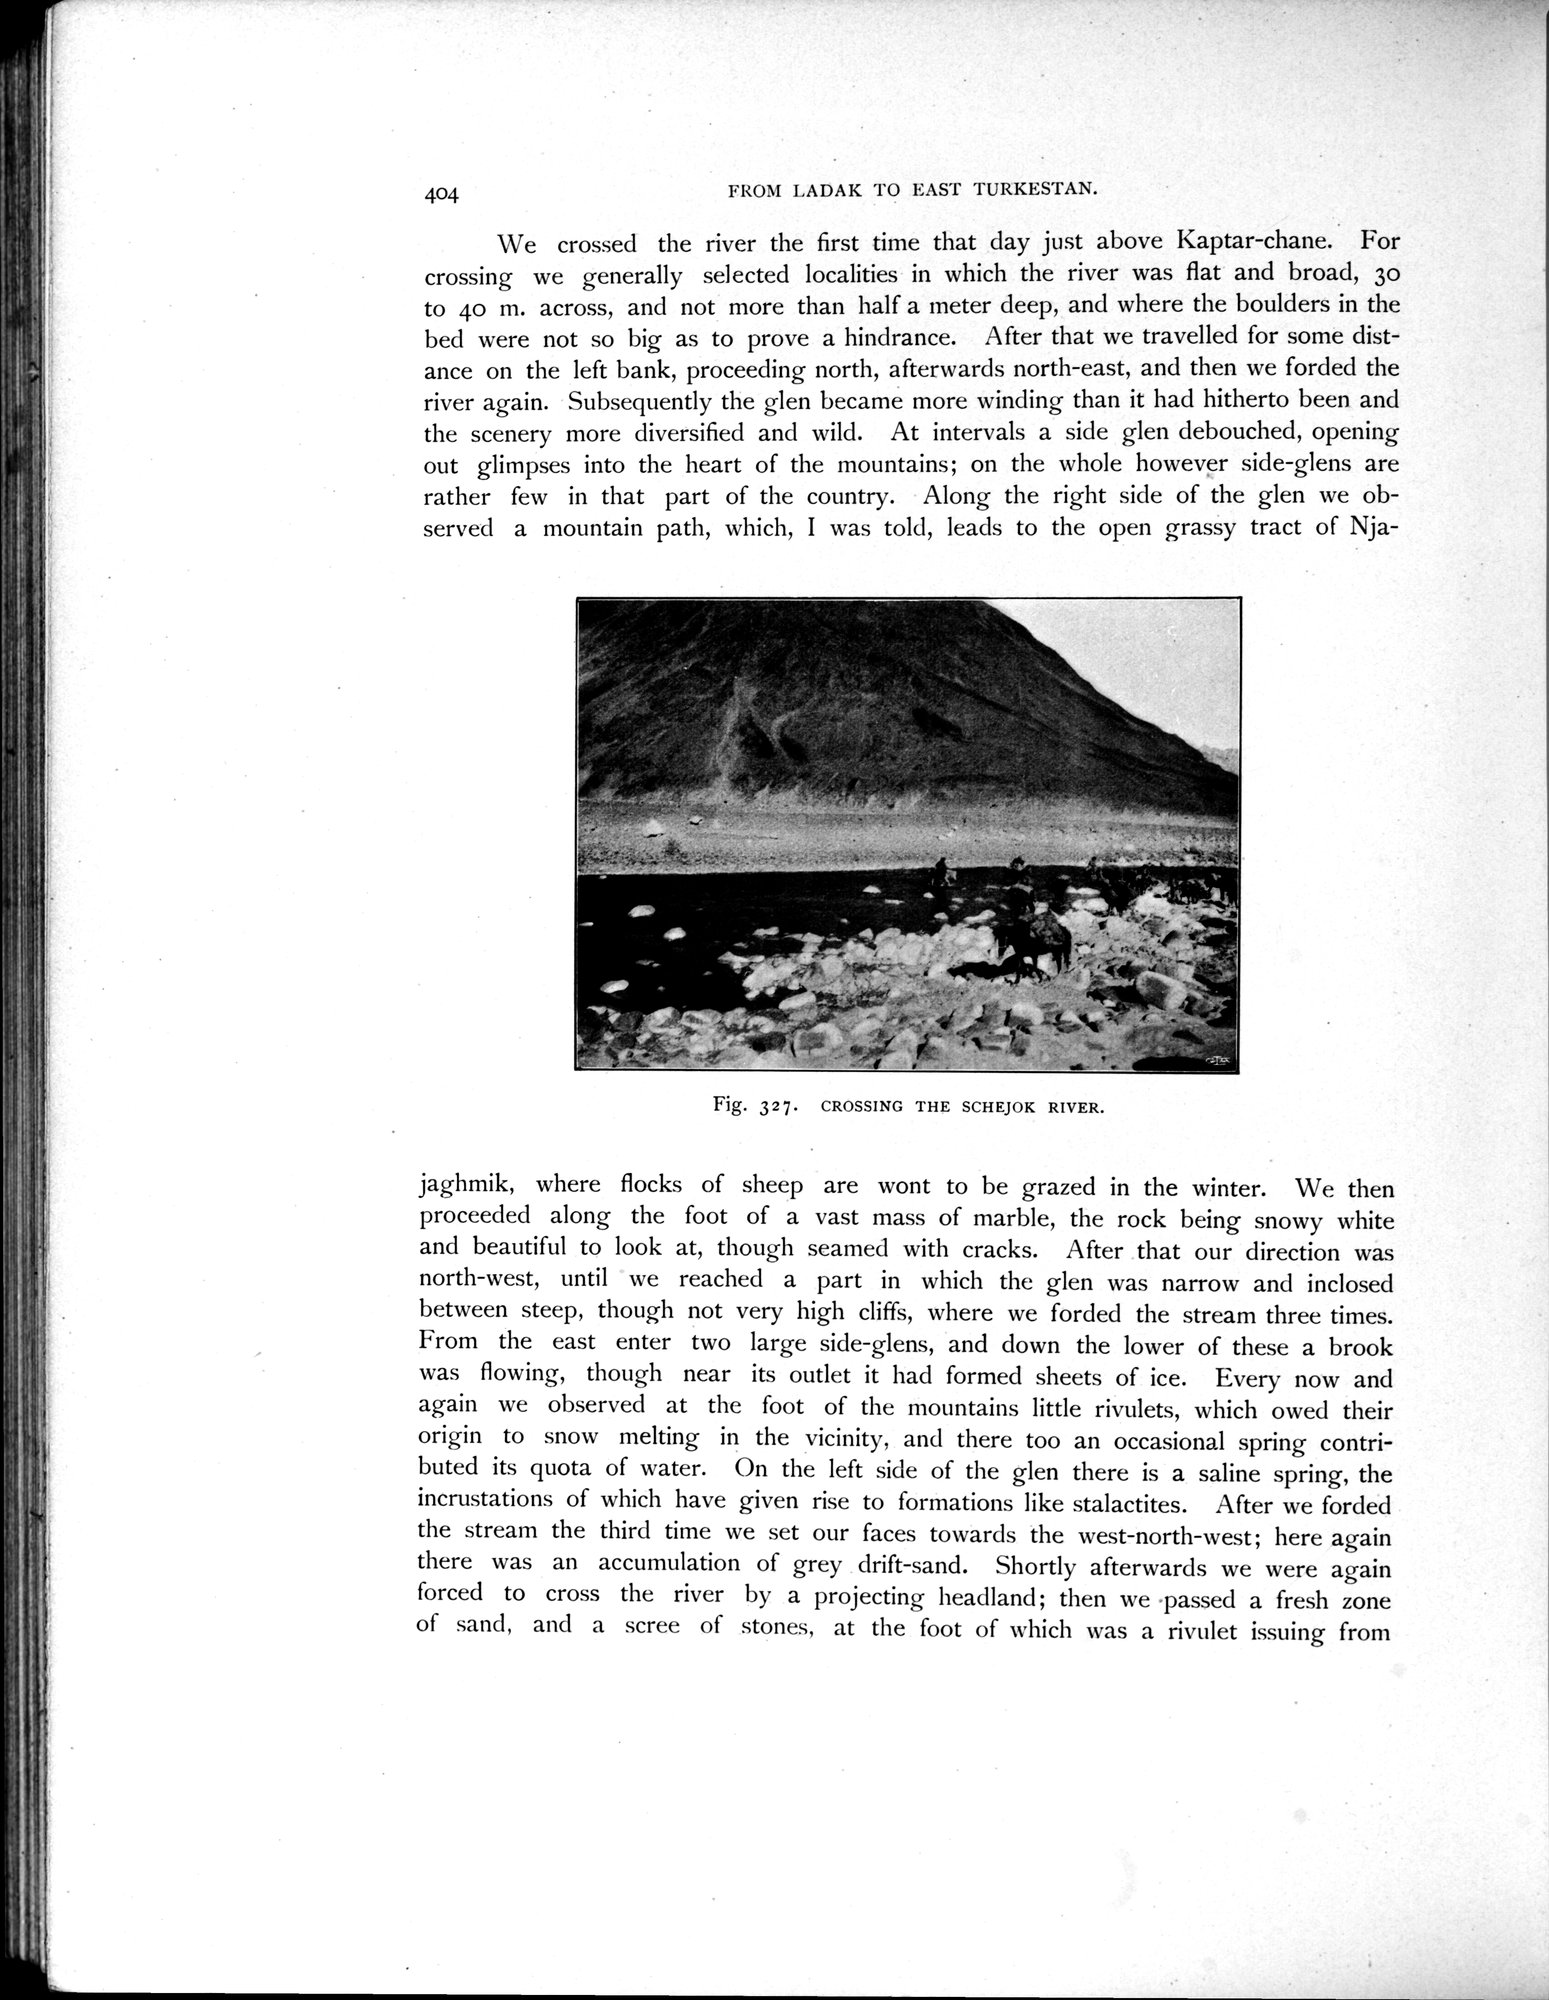 404
FROM LADAK TO EAST TURKESTAN.
We crossed the river the first time that day just above Kaptar-chane. For
crossing we generally selected localities in which the river was flat and broad, 30
to 40 m. across, and not more than half a meter deep, and where the boulders in the
bed were not so big as to prove a hindrance. After that we travelled for some dist-
ance on the left bank, proceeding north, afterwards north-east, and then we forded the
river again. Subsequently the glen became more winding than it had hitherto been and
the scenery more diversified and wild. At intervals a side glen debouched, opening
out glimpses into the heart of the mountains; on the whole however side-glens are
rather few in that part of the country. Along the right side of the glen we ob-
served a mountain path, which, I was told, leads to the open grassy tract of Nja-
Fig. 327. CROSSING THE SCHEJOK RIVER.
jaghmik, where flocks of sheep are wont to be grazed in the winter. We then
proceeded along the foot of a vast mass of marble, the rock being snowy white
and beautiful to look at, though seamed with cracks. After that our direction was
north-west, until we reached a part in which the glen was narrow and inclosed
between steep, though not very high cliffs, where we forded the stream three times.
From the east enter two large side-glens, and down the lower of these a brook
was flowing, though near its outlet it had formed sheets of ice. Every now and
again we observed at the foot of the mountains little rivulets, which owed their
origin to snow melting in the vicinity, and there too an occasional spring contri-
buted its quota of water. On the left side of the glen there is a saline spring, the
incrustations of which have given rise to formations like stalactites. After we forded
the stream the third time we set our faces towards the west-north-west; here again
there was an accumulation of grey drift-sand. Shortly afterwards we were again
forced to cross the river by a projecting headland; then we passed a fresh zone
of sand, and a scree of stones, at the foot of which was a rivulet issuing from